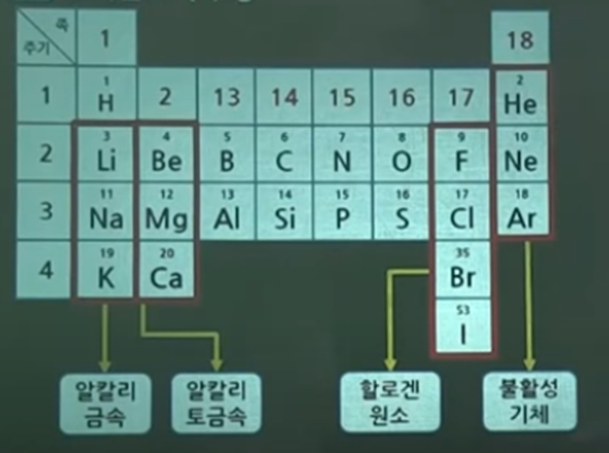 족
주기
1
18
1
1
H
2
13
14
15
16
17
2
He
2
3
Li
4
Be
5
B
6
C
7
N
8
O
9
F
10
Ne
3
11
Na
12
Mg
13
Al
14
Si
15
P
16
S
17
Cl
18
Ar
4
19
K
20
Ca
35
Br
53
I
알칼리
금속
알칼리
토금속
할로겐
원소
불활성
기체